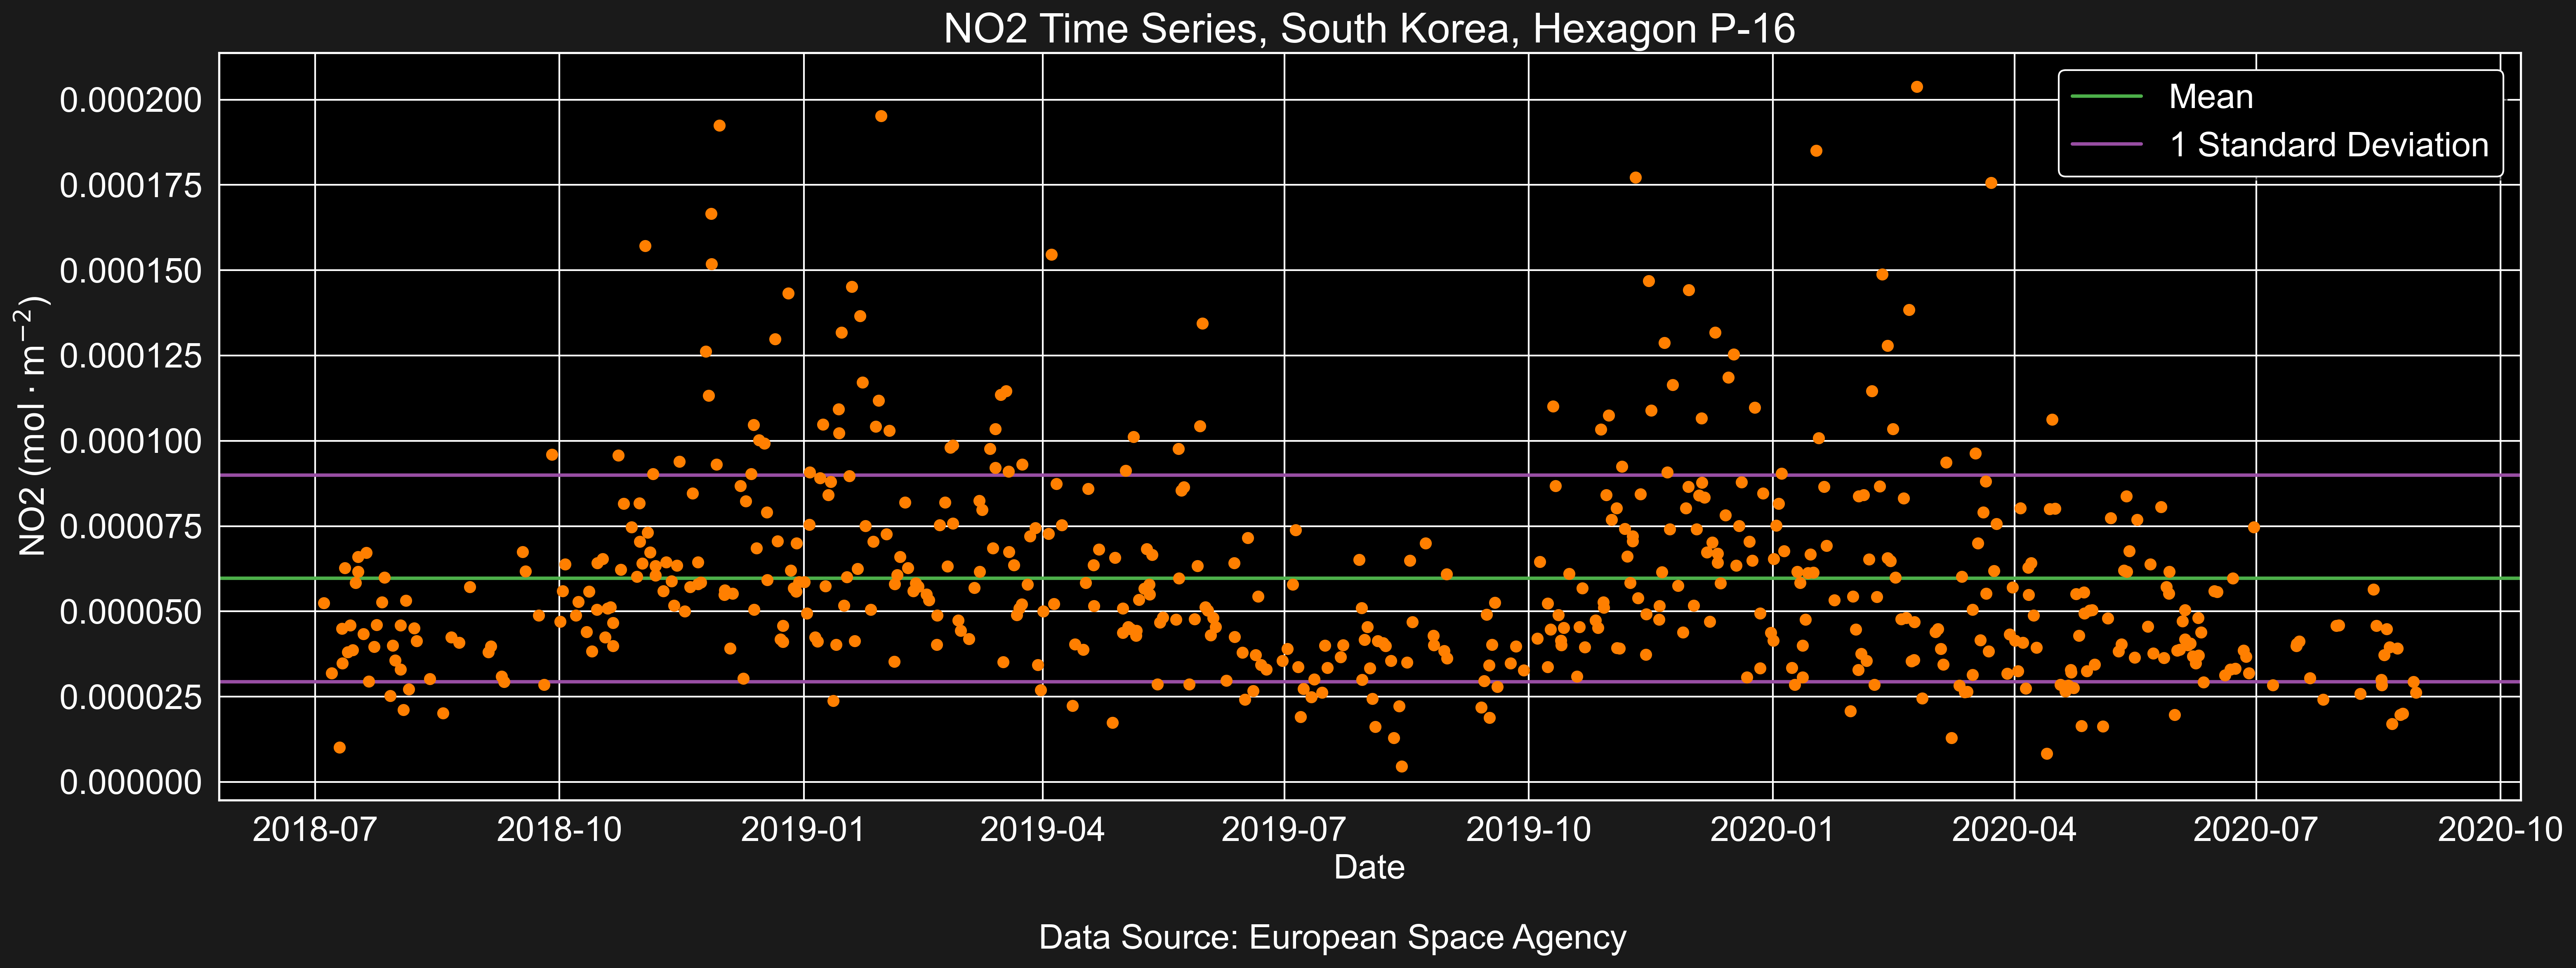 NO2 Time Series, South Korea, Hexagon P-16
NO2 (mol · m⁻²)
0.000200
0.000175
0.000150
0.000125
0.000100
0.000075
0.000050
0.000025
0.000000
Mean
1 Standard Deviation
2018-07 2018-10 2019-01 2019-04 2019-07 2019-10 2020-01 2020-04 2020-07 2020-10
Date
Data Source: European Space Agency